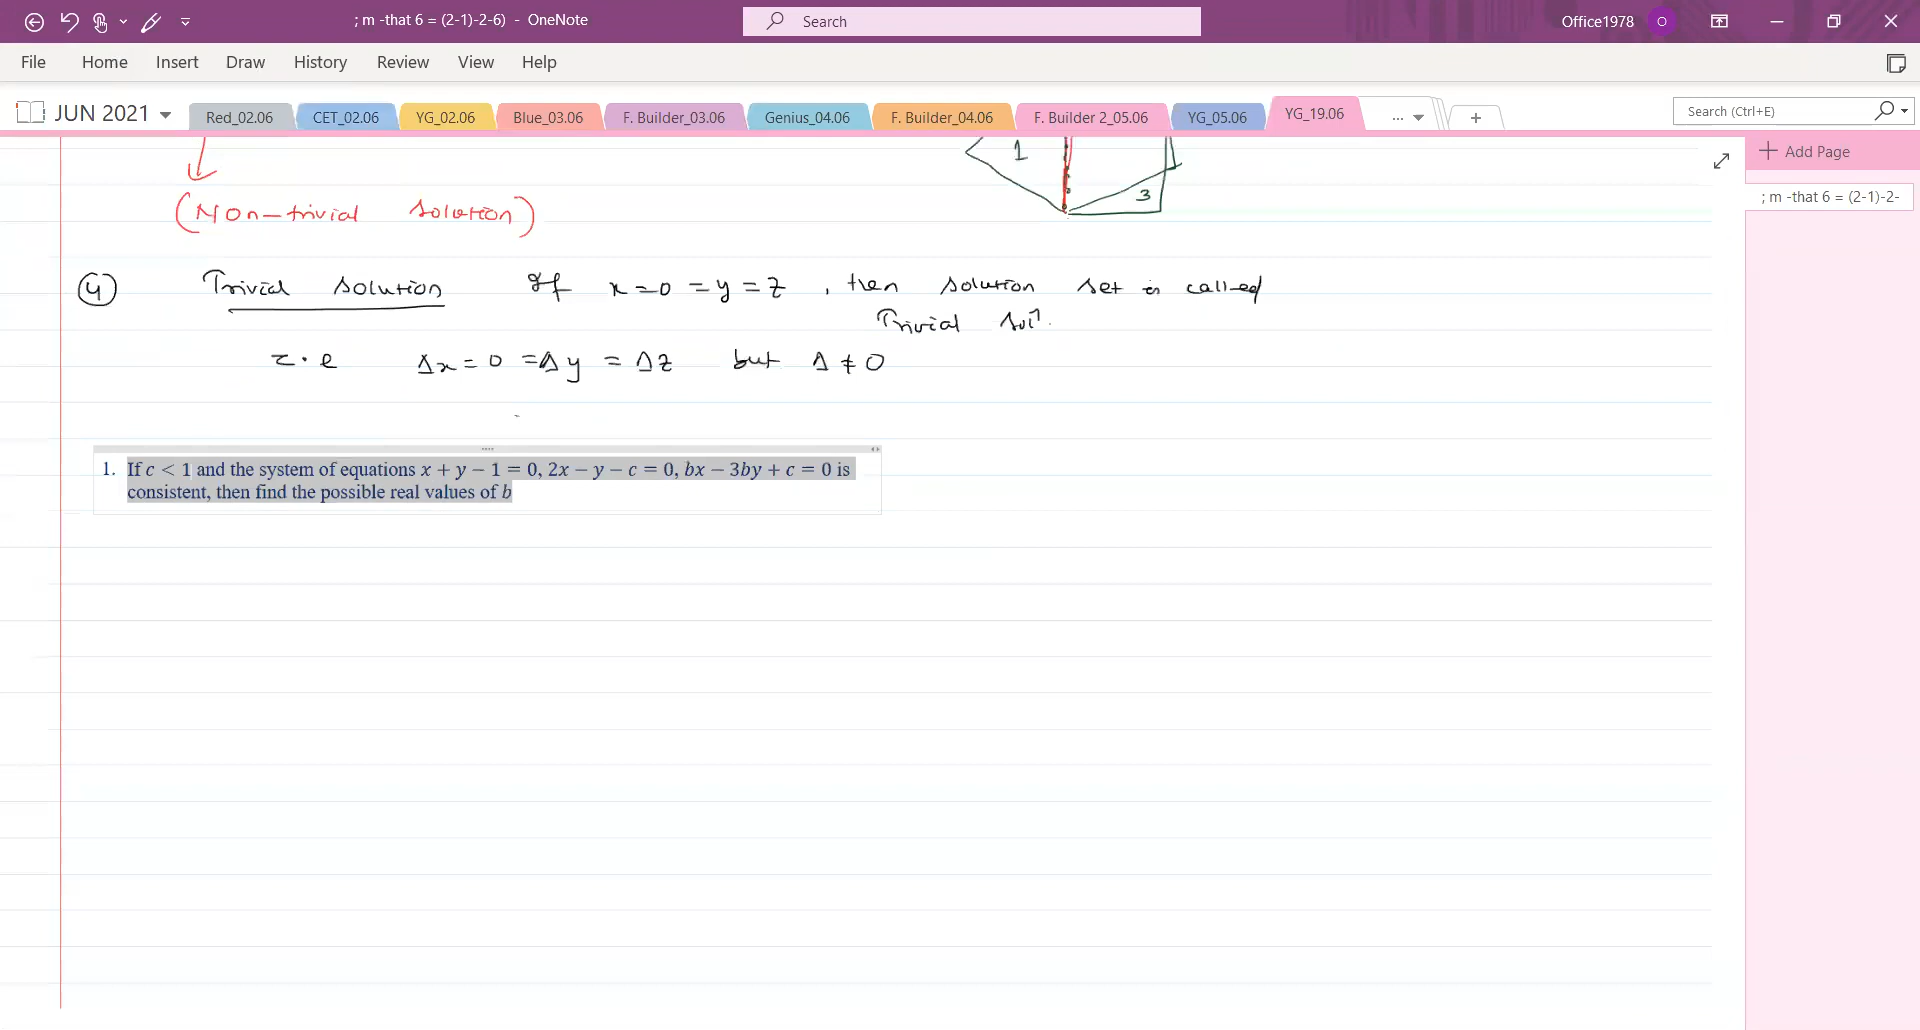 ; m -that 6 = (2-1)-2-6) - OneNote
Search
Office1978
O
File Home Insert Draw History Review View Help
JUN 2021
Red_02.06 CET_02.06 YG_02.06 Blue_03.06 F. Builder_03.06 Genius_04.06 F. Builder_04.06 F. Builder 2_05.06 YG_05.06 YG_19.06 ... +
Search (Ctrl+E)
Add Page
; m -that 6 = (2-1)-2-
1
3
(Non-trivial solution)
4 Trivial solution If x=0 =y=z , then solution set is called
Trivial solⁿ.
i.e Δx=0 =Δy = Δz but Δ ≠ 0
1. If c < 1 and the system of equations x + y − 1 = 0, 2x − y − c = 0, bx − 3by + c = 0 is
consistent, then find the possible real values of b